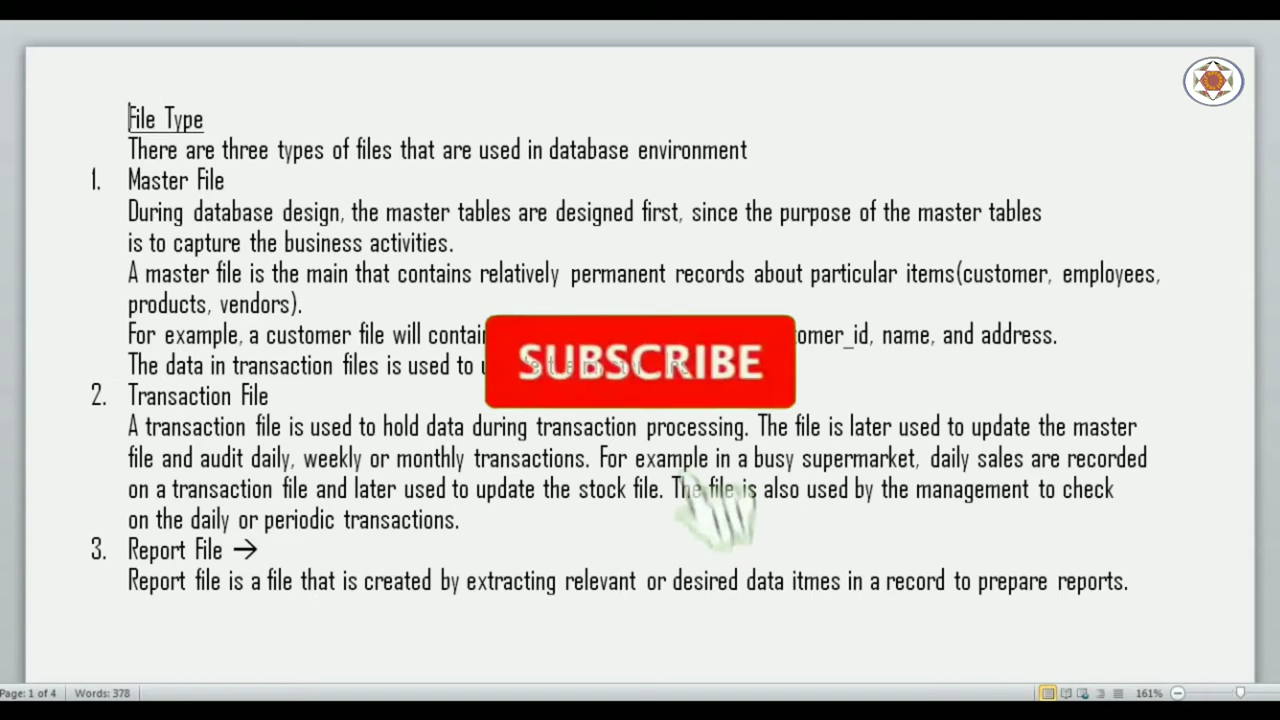 File Type
There are three types of files that are used in database environment
1. Master File
During database design, the master tables are designed first, since the purpose of the master tables
is to capture the business activities.
A master file is the main that contains relatively permanent records about particular items(customer, employees,
products, vendors).
For example, a customer file will contain omer_id, name, and address.
The data in transaction files is used to
SUBSCRIBE
2. Transaction File
A transaction file is used to hold data during transaction processing. The file is later used to update the master
file and audit daily, weekly or monthly transactions. For example in a busy supermarket, daily sales are recorded
on a transaction file and later used to update the stock file. The file is also used by the management to check
on the daily or periodic transactions.
3. Report File →
Report file is a file that is created by extracting relevant or desired data itmes in a record to prepare reports.
Page: 1 of 4 Words: 378 161%